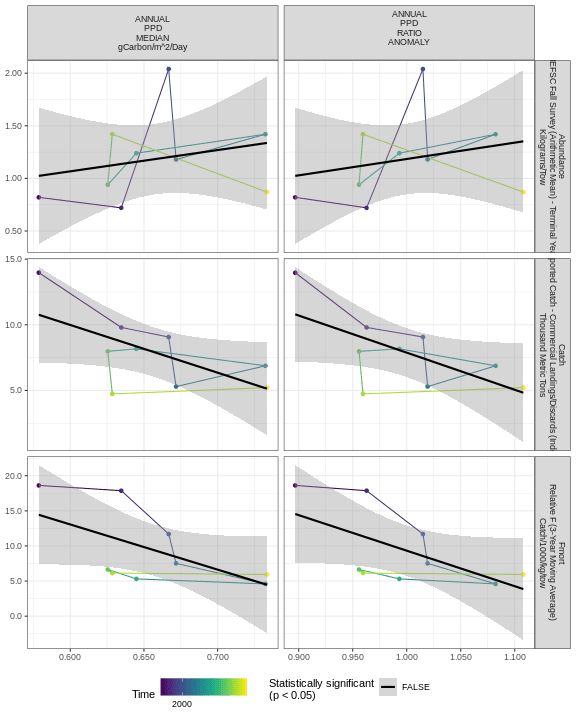 ANNUAL
PPD
MEDIAN
gCarbon/m^2/Day
ANNUAL
PPD
RATIO
ANOMALY
2.00
1.50
1.00
0.50
Abundance
EFSC Fall Survey (Arithmetic Mean) - Terminal
Kilograms/Tow
15.0
10.0
5.0
Catch
ported Catch - Commercial Landings/Discards (Ind
Thousand Metric Tons
20.0
15.0
10.0
5.0
0.0
Fmort
Relative F (3-Year Moving Average)
Catch/1000/kg/tow
0.600
0.650
0.700
0.900
0.950
1.000
1.050
1.100
Time
2000
Statistically significant
(p < 0.05)
FALSE